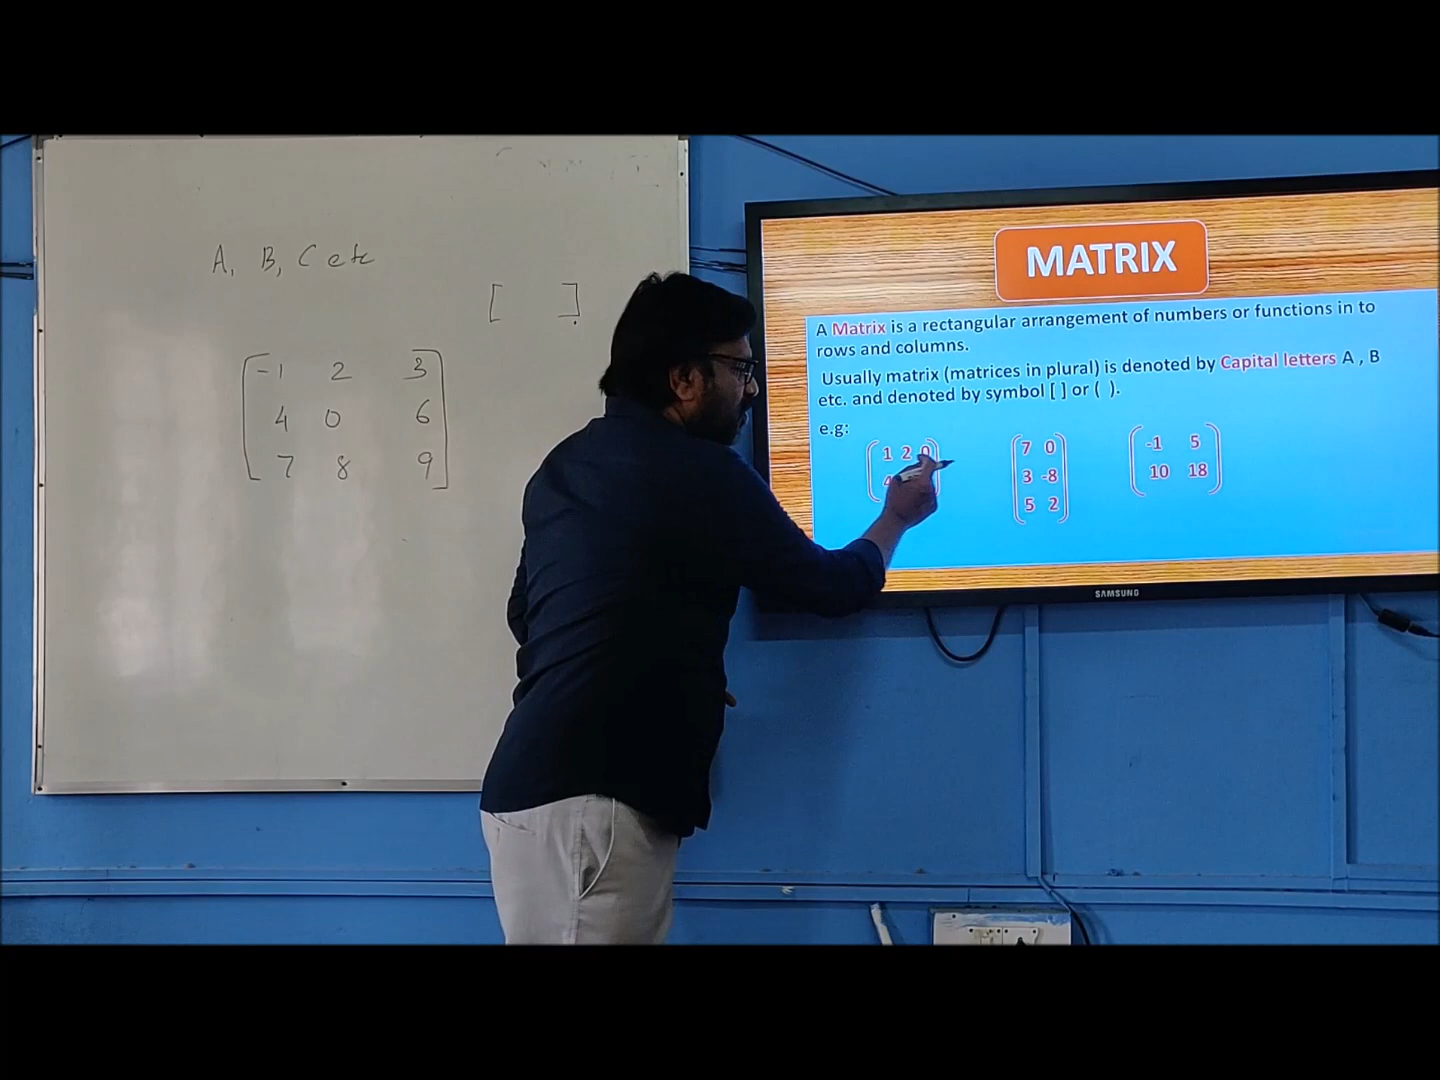 A, B, C etc
[ ]
-1 2 3
4 0 6
7 8 9
MATRIX
A Matrix is a rectangular arrangement of numbers or functions in to
rows and columns.
Usually matrix (matrices in plural) is denoted by Capital letters A , B
etc. and denoted by symbol [ ] or ( ).
e.g:
1 2 0
4
7 0
3 -8
5 2
-1 5
10 18
SAMSUNG